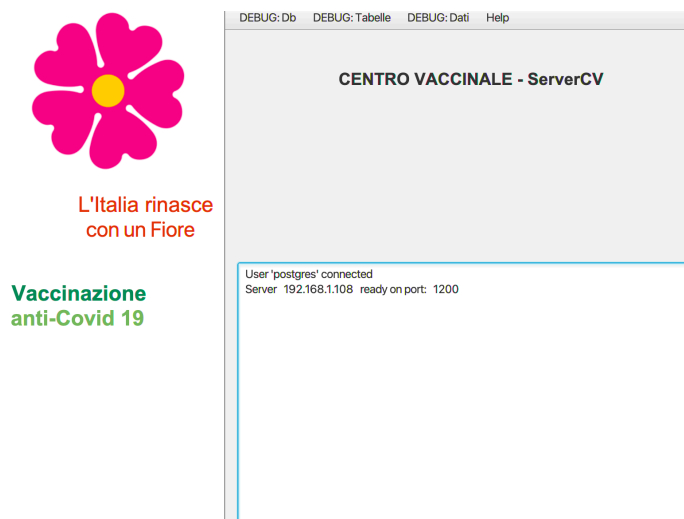 DEBUG: Db DEBUG: Tabelle DEBUG: Dati Help
CENTRO VACCINALE - ServerCV
L'Italia rinasce
con un Fiore
Vaccinazione
anti-Covid 19
User 'postgres' connected
Server 192.168.1.108 ready on port: 1200